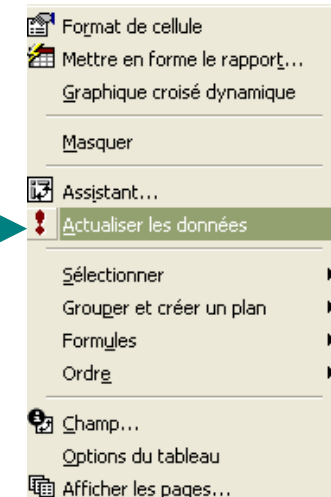 Format de cellule
Mettre en forme le rapport...
Graphique croisé dynamique
Masquer
Assistant...
Actualiser les données
Sélectionner
Grouper et créer un plan
Formules
Ordre
Champ...
Options du tableau
Afficher les pages...